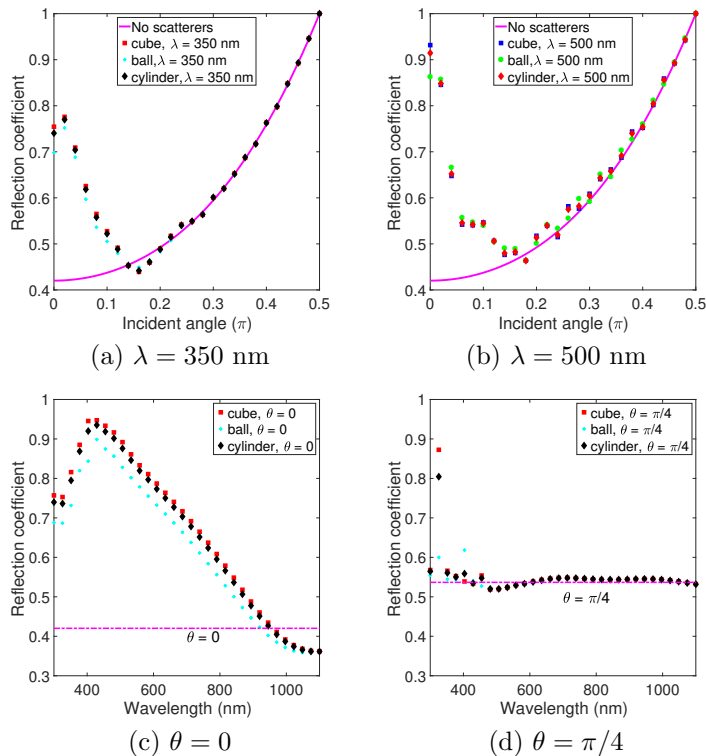 No scatterers
cube, λ = 350 nm
ball,λ = 350 nm
cylinder,λ = 350 nm
Reflection coefficient
1
0.9
0.8
0.7
0.6
0.5
0.4
0
0.1
0.2
0.3
0.4
0.5
Incident angle (π)
(a) λ = 350 nm
No scatterers
cube, λ = 500 nm
ball,λ = 500 nm
cylinder,λ = 500 nm
Reflection coefficient
1
0.9
0.8
0.7
0.6
0.5
0.4
0
0.1
0.2
0.3
0.4
0.5
Incident angle (π)
(b) λ = 500 nm
cube, θ = 0
ball, θ = 0
cylinder, θ = 0
Reflection coefficient
1
0.9
0.8
0.7
0.6
0.5
0.4
0.3
θ = 0
400
600
800
1000
Wavelength (nm)
(c) θ = 0
cube, θ = π/4
ball, θ = π/4
cylinder, θ = π/4
Reflection coefficient
1
0.9
0.8
0.7
0.6
0.5
0.4
0.3
θ = π/4
400
600
800
1000
Wavelength (nm)
(d) θ = π/4